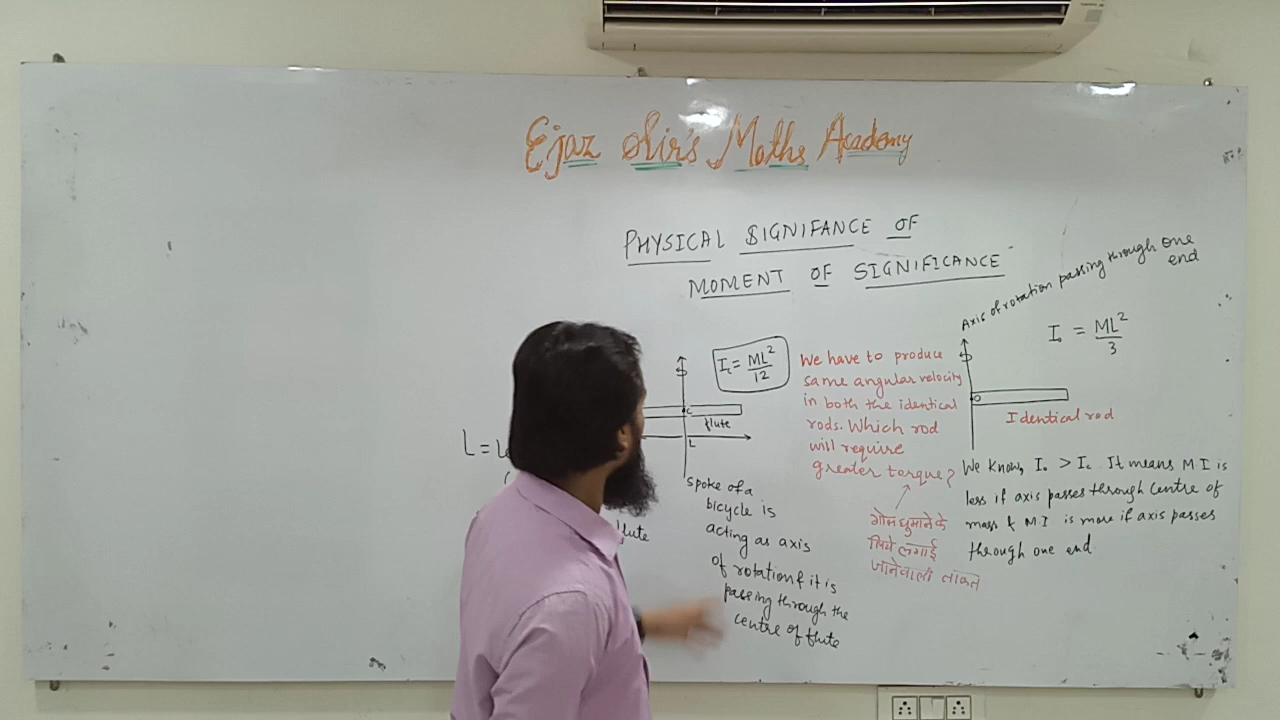 Ejaz Sir's Maths Academy
PHYSICAL SIGNIFANCE OF
MOMENT OF SIGNIFICANCE
Axis of rotation passing through one
end
I₀ = ML²/3
I꜀ = ML²/12
C
flute
L
L =
flute
spoke of a
bicycle is
acting as axis
of rotation & it is
passing through the
centre of flute
We have to produce
same angular velocity
in both the identical
rods. Which rod
will require
greater torque?
गोल घुमाने के
लिये लगाई
जानेवाली ताकत
O
Identical rod
We know, I₀ > I꜀. It means MI is
less if axis passes through centre of
mass & MI is more if axis passes
through one end.